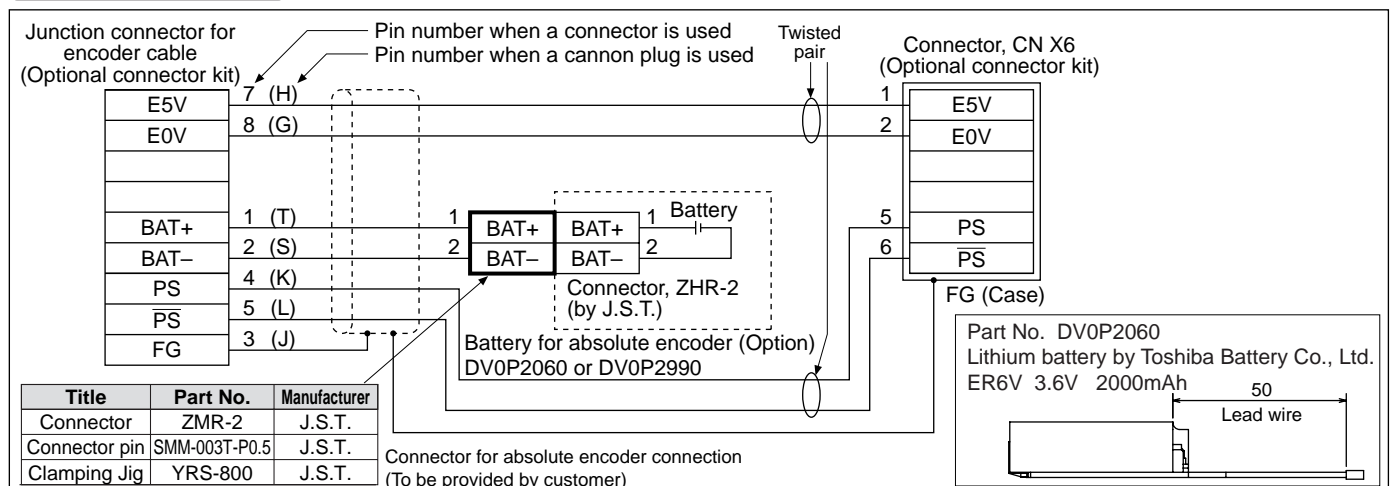 Junction connector for
encoder cable
(Optional connector kit)
Pin number when a connector is used
Pin number when a cannon plug is used
Twisted
pair
Connector, CN X6
(Optional connector kit)
E5V
7 (H)
1
E5V
E0V
8 (G)
2
E0V
BAT+
1 (T)
1
BAT+
BAT+
1
Battery
5
PS
BAT–
2 (S)
2
BAT–
BAT–
2
6
P̅S̅
PS
4 (K)
Connector, ZHR-2
(by J.S.T.)
FG (Case)
P̅S̅
5 (L)
FG
3 (J)
Battery for absolute encoder (Option)
DV0P2060 or DV0P2990
Part No. DV0P2060
Lithium battery by Toshiba Battery Co., Ltd.
ER6V 3.6V 2000mAh
50
Lead wire
Title Part No. Manufacturer
Connector ZMR-2 J.S.T.
Connector pin SMM-003T-P0.5 J.S.T.
Clamping Jig YRS-800 J.S.T.
Connector for absolute encoder connection
(To be provided by customer)